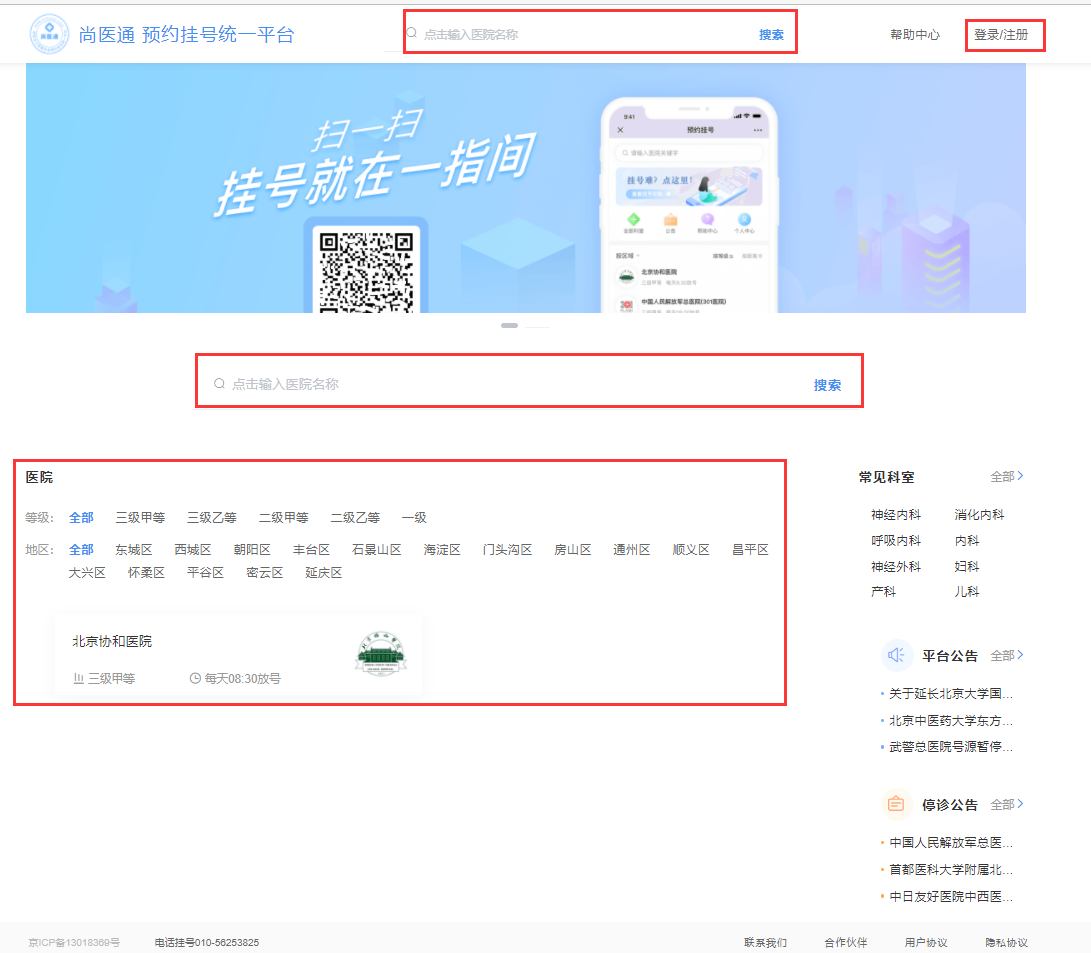 尚医通
尚医通 预约挂号统一平台
点击输入医院名称
搜索
帮助中心
登录/注册
扫一扫
挂号就在一指间
9:41
预约挂号
请输入医院关键字
挂号难？点这里！
公告
帮助中心
个人中心
按区域
北京协和医院
三级甲等 每天8:30放号
中国人民解放军总医院(301医院)
点击输入医院名称
搜索
医院
等级: 全部 三级甲等 三级乙等 二级甲等 二级乙等 一级
地区: 全部 东城区 西城区 朝阳区 丰台区 石景山区 海淀区 门头沟区 房山区 通州区 顺义区 昌平区
大兴区 怀柔区 平谷区 密云区 延庆区
北京协和医院
三级甲等 每天08:30放号
常见科室 全部
神经内科 消化内科
呼吸内科 内科
神经外科 妇科
产科 儿科
平台公告 全部
关于延长北京大学国...
北京中医药大学东方...
武警总医院号源暂停...
停诊公告 全部
中国人民解放军总医...
首都医科大学附属北...
中日友好医院中西医...
京ICP备13018369号 电话挂号010-56253825 联系我们 合作伙伴 用户协议 隐私协议